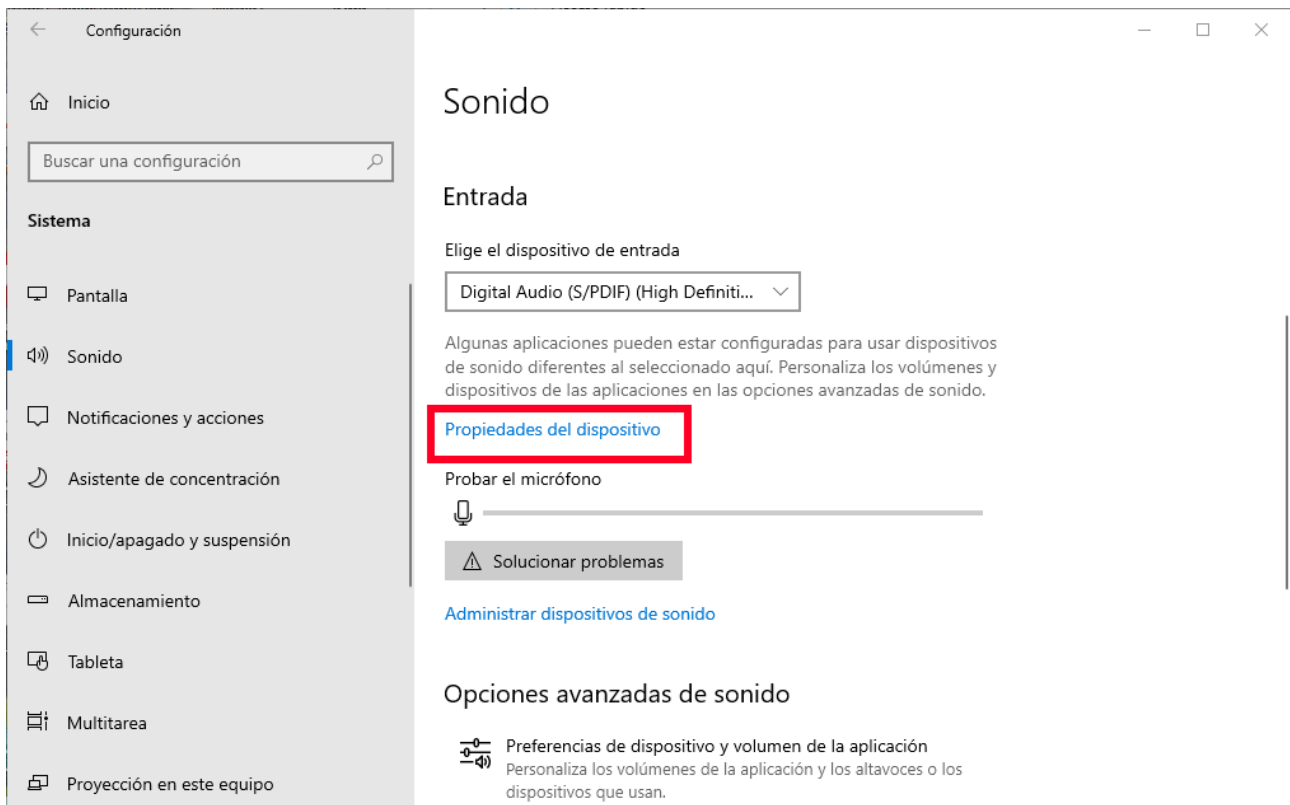 Configuración
Inicio
Buscar una configuración
Sistema
Pantalla
Sonido
Notificaciones y acciones
Asistente de concentración
Inicio/apagado y suspensión
Almacenamiento
Tableta
Multitarea
Proyección en este equipo
Sonido
Entrada
Elige el dispositivo de entrada
Digital Audio (S/PDIF) (High Definiti...
Algunas aplicaciones pueden estar configuradas para usar dispositivos
de sonido diferentes al seleccionado aquí. Personaliza los volúmenes y
dispositivos de las aplicaciones en las opciones avanzadas de sonido.
Propiedades del dispositivo
Probar el micrófono
Solucionar problemas
Administrar dispositivos de sonido
Opciones avanzadas de sonido
Preferencias de dispositivo y volumen de la aplicación
Personaliza los volúmenes de la aplicación y los altavoces o los
dispositivos que usan.